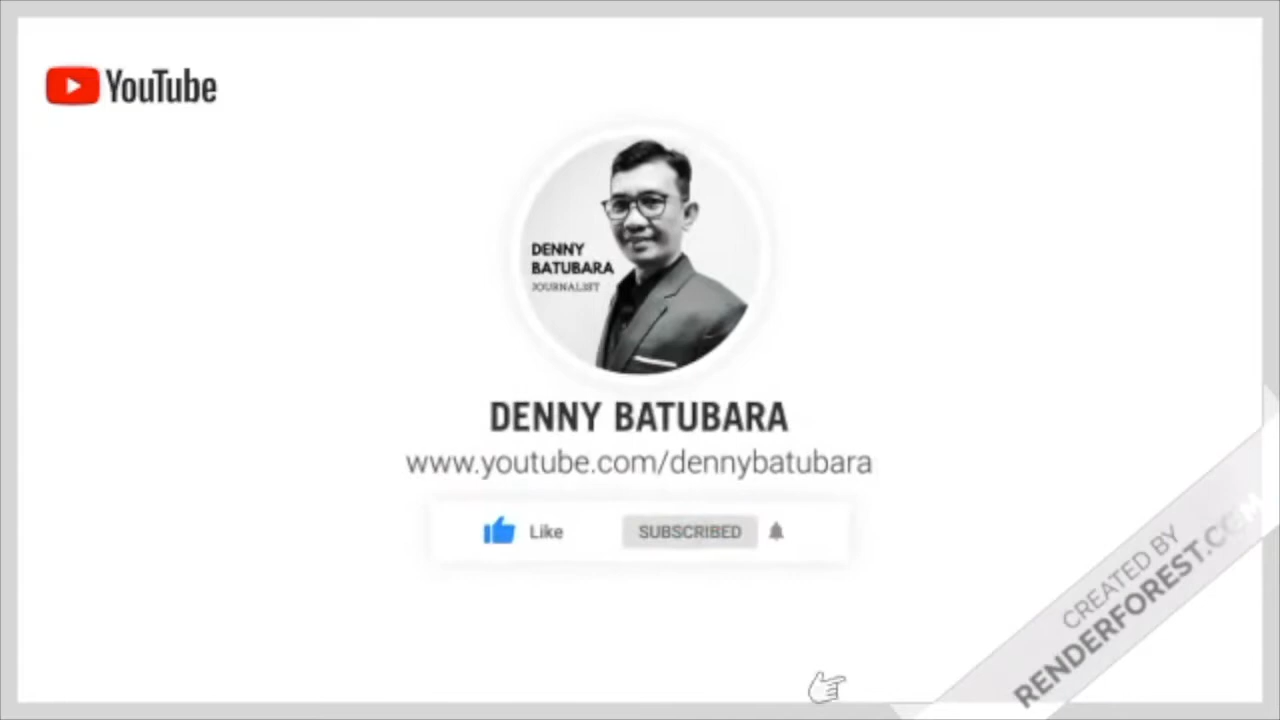 YouTube
DENNY
BATUBARA
JOURNALIST
DENNY BATUBARA
www.youtube.com/dennybatubara
Like
SUBSCRIBED
CREATED BY
RENDERFOREST.COM